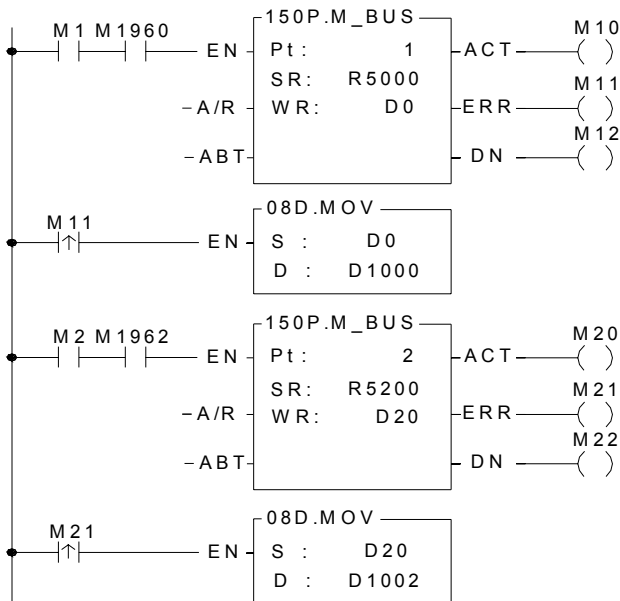 150P.M_BUS
M1 M1960 EN Pt: 1 ACT M10
SR: R5000 M11
A/R WR: D0 ERR
M12
ABT DN
08D.MOV
M11 EN S : D0
D : D1000
150P.M_BUS
M2 M1962 EN Pt: 2 ACT M20
SR: R5200 M21
A/R WR: D20 ERR
M22
ABT DN
08D.MOV
M21 EN S : D20
D : D1002